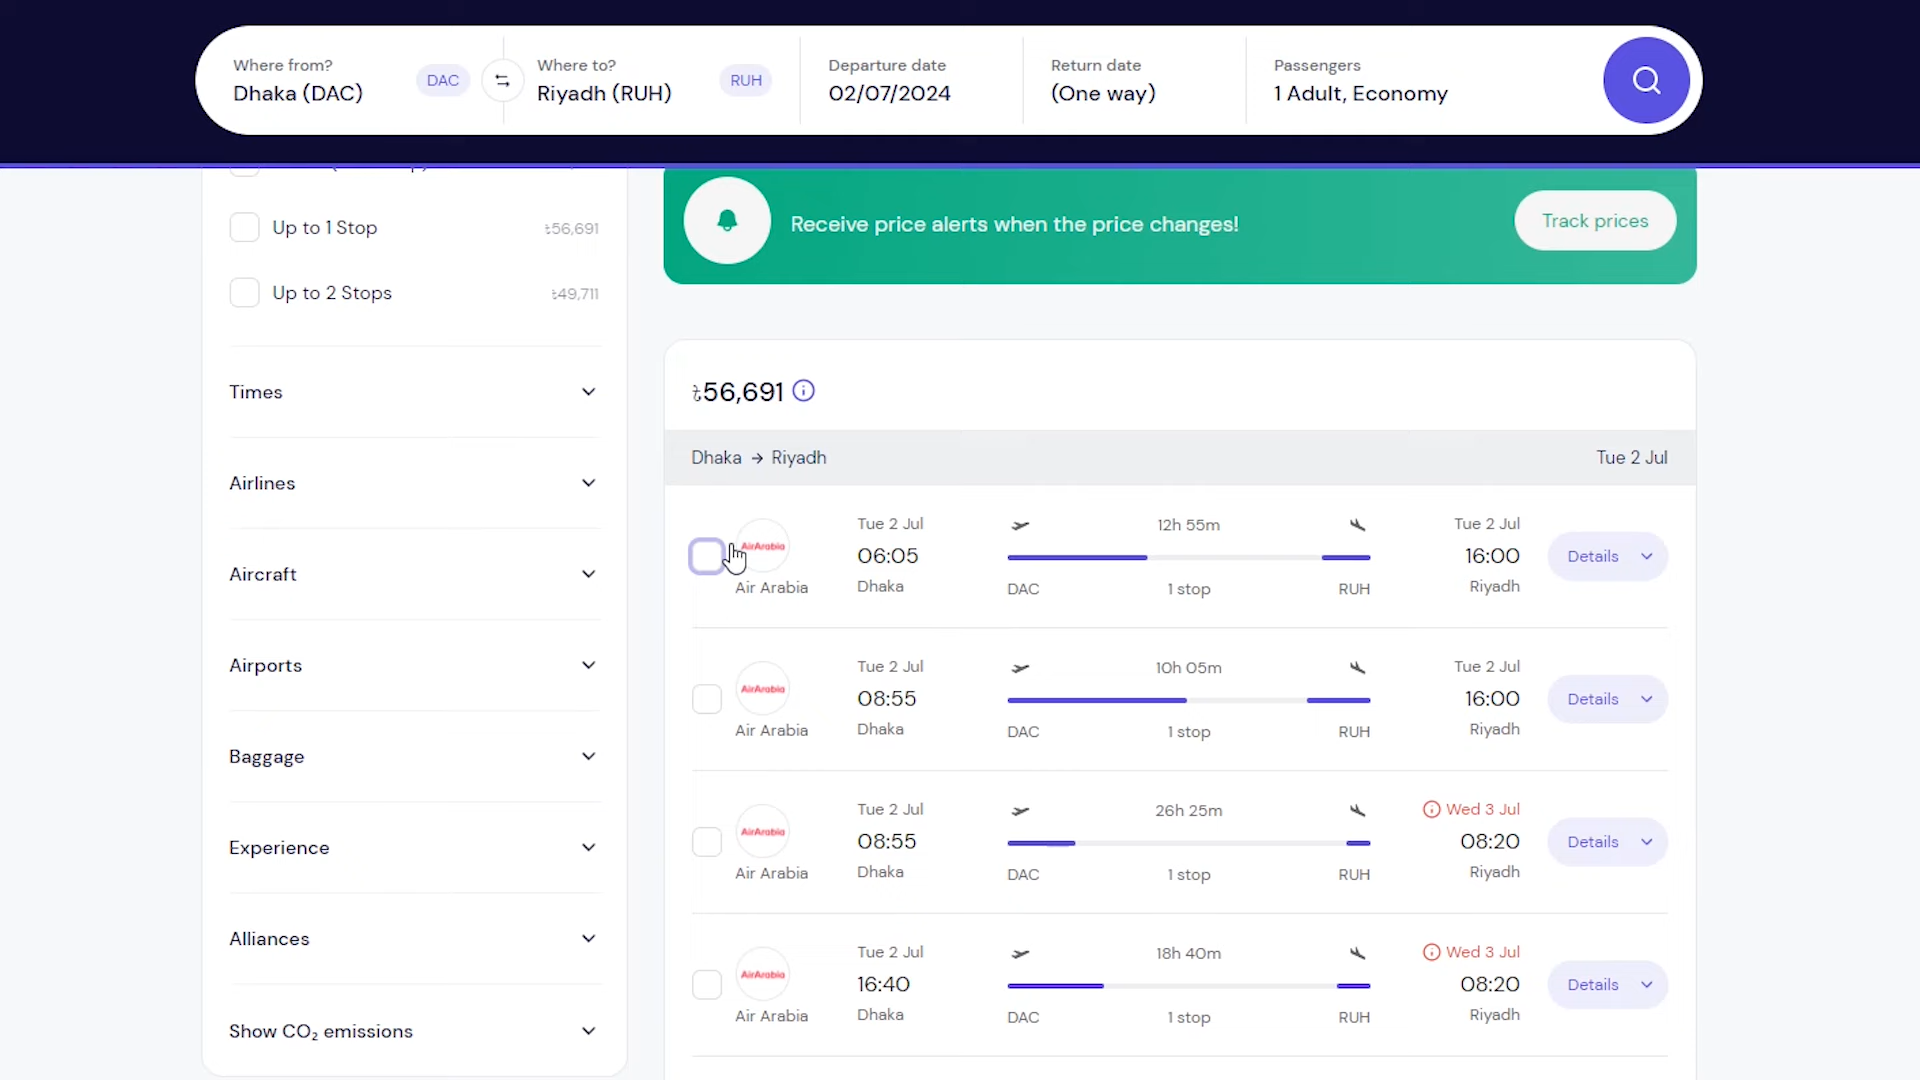 Where from?
Dhaka (DAC)
DAC
Where to?
Riyadh (RUH)
RUH
Departure date
02/07/2024
Return date
(One way)
Passengers
1 Adult, Economy
Up to 1 Stop
৳56,691
Up to 2 Stops
৳49,711
Times
Airlines
Aircraft
Airports
Baggage
Experience
Alliances
Show CO₂ emissions
Receive price alerts when the price changes!
Track prices
৳56,691
Dhaka → Riyadh
Tue 2 Jul
AirArabia
Air Arabia
Tue 2 Jul
06:05
Dhaka
12h 55m
DAC
1 stop
RUH
Tue 2 Jul
16:00
Riyadh
Details
AirArabia
Air Arabia
Tue 2 Jul
08:55
Dhaka
10h 05m
DAC
1 stop
RUH
Tue 2 Jul
16:00
Riyadh
Details
AirArabia
Air Arabia
Tue 2 Jul
08:55
Dhaka
26h 25m
DAC
1 stop
RUH
Wed 3 Jul
08:20
Riyadh
Details
AirArabia
Air Arabia
Tue 2 Jul
16:40
Dhaka
18h 40m
DAC
1 stop
RUH
Wed 3 Jul
08:20
Riyadh
Details